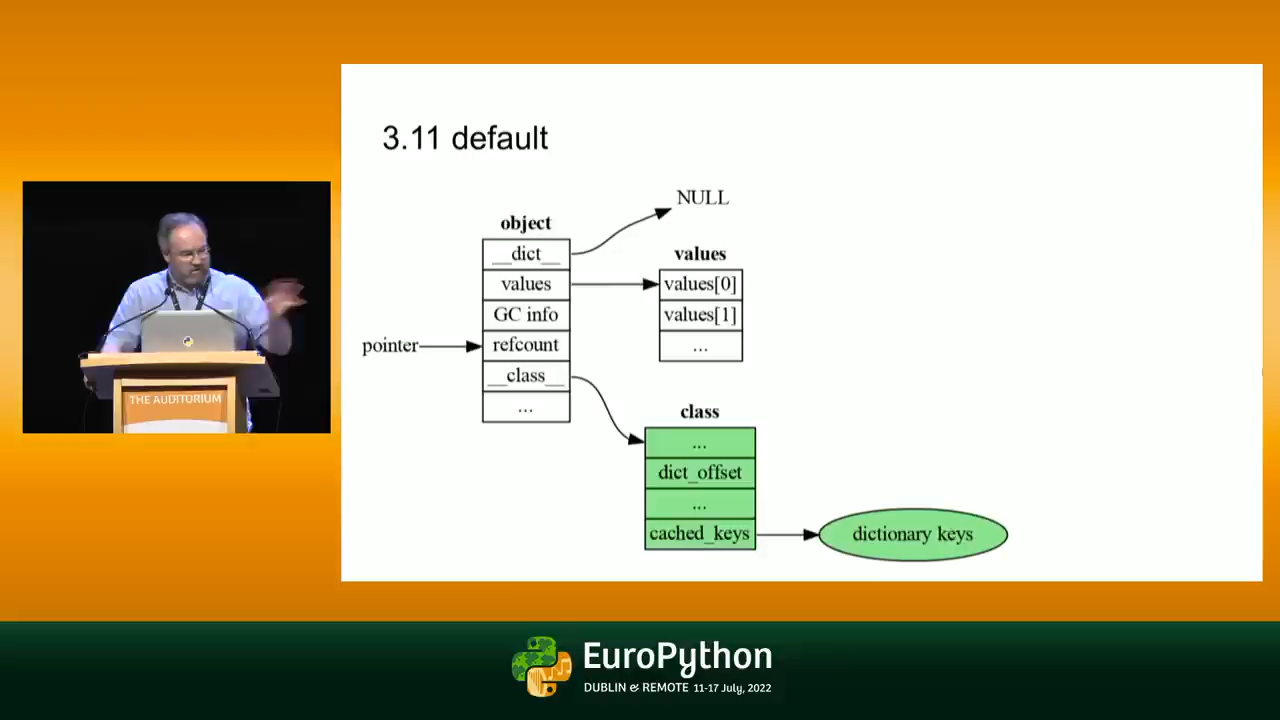 3.11 default
NULL
object
__dict__
values
GC info
refcount
__class__
...
pointer
values
values[0]
values[1]
...
class
...
dict_offset
...
cached_keys
dictionary keys
THE AUDITORIUM
EuroPython
DUBLIN & REMOTE 11-17 July, 2022